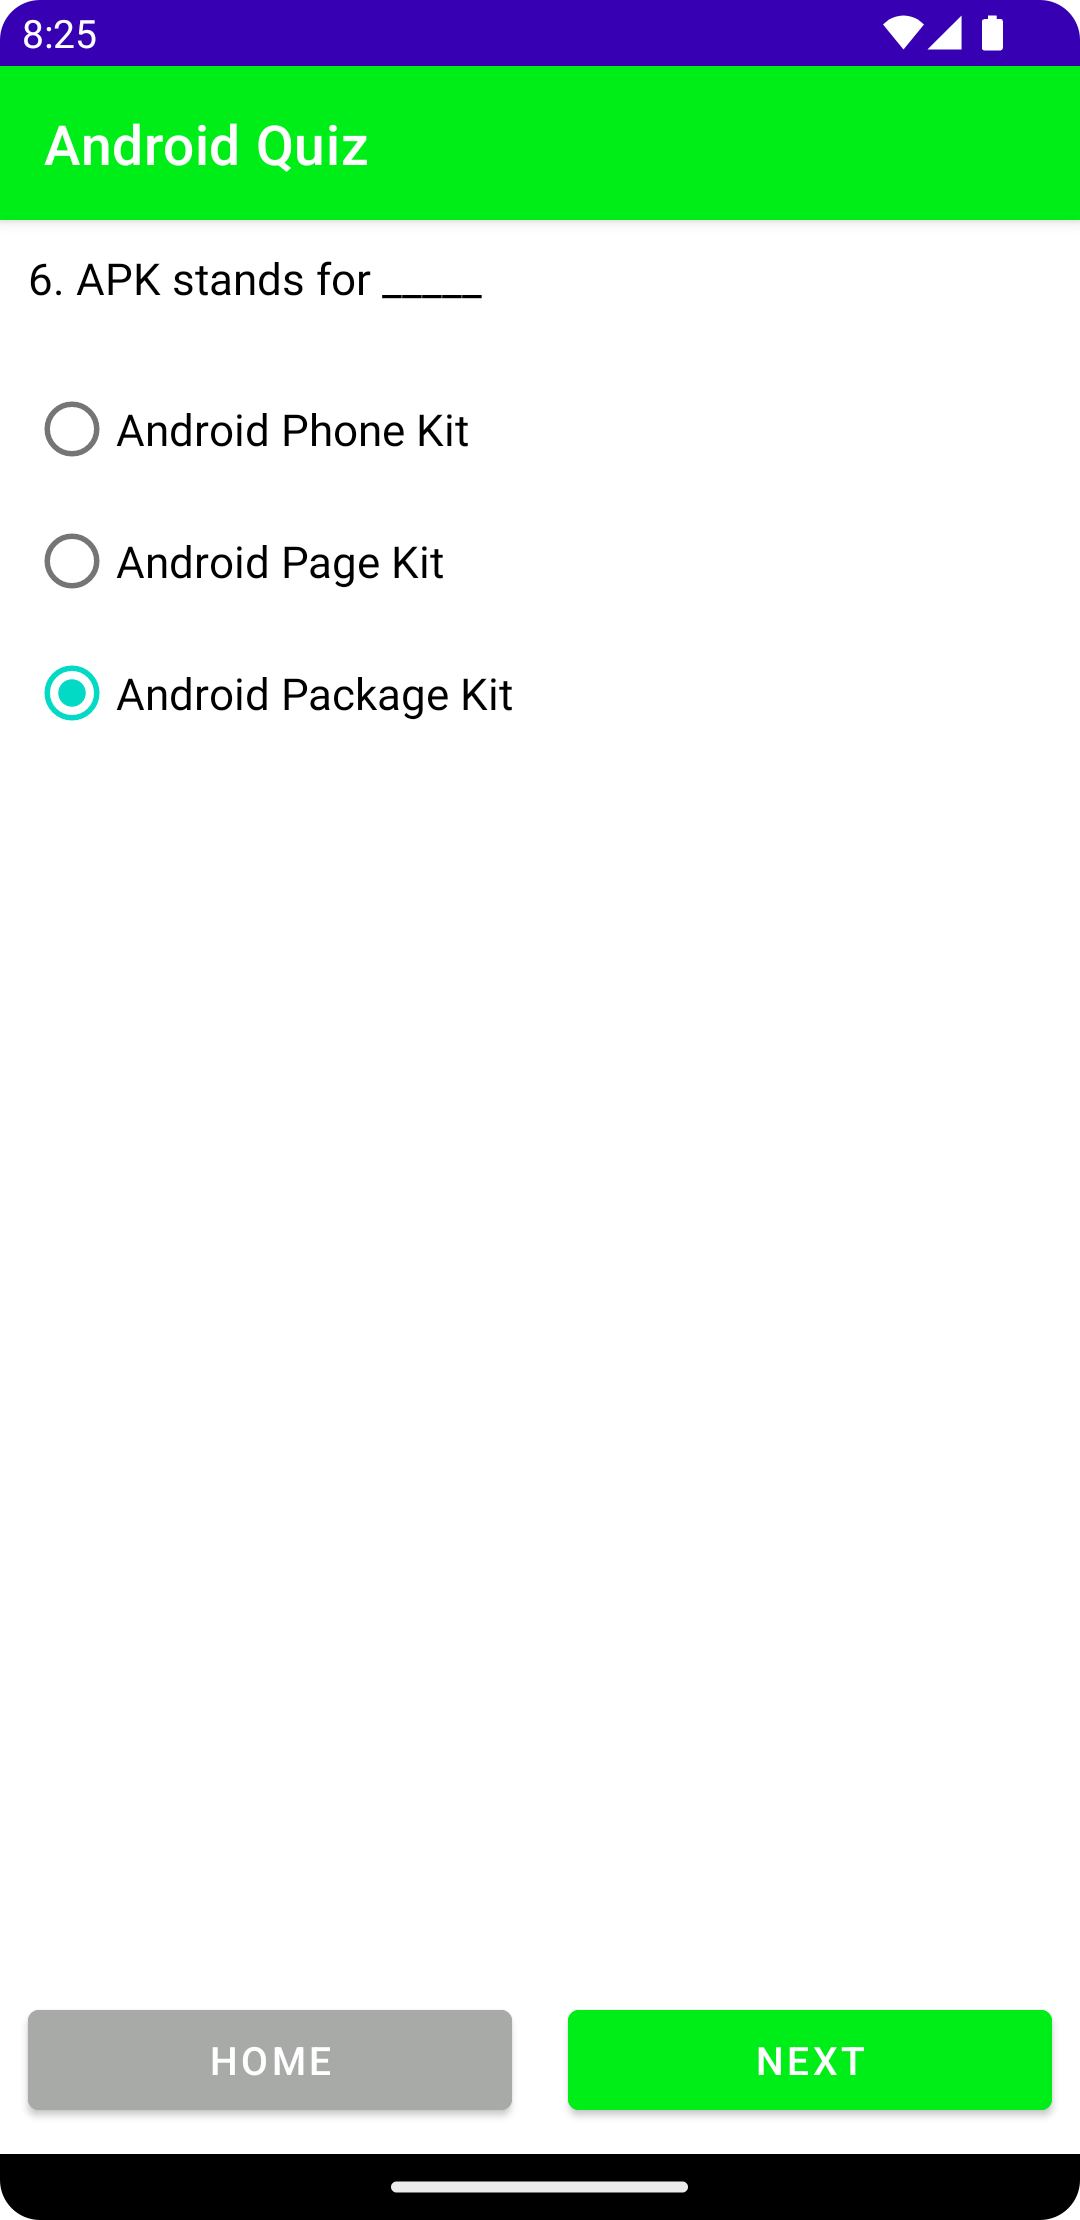 8:25
Android Quiz
6. APK stands for _____
Android Phone Kit
Android Page Kit
Android Package Kit
HOME
NEXT